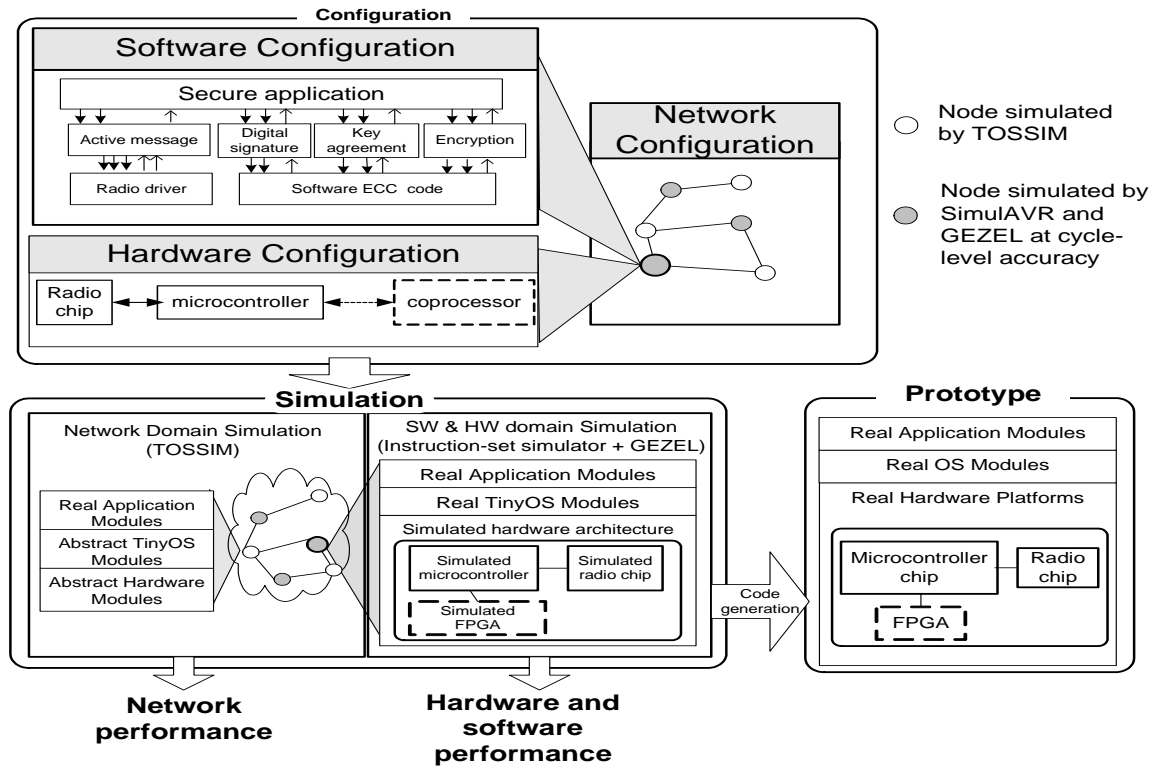 Configuration
Software Configuration
Secure application
Active message
Digital
signature
Key
agreement
Encryption
Radio driver
Software ECC code
Hardware Configuration
Radio
chip
microcontroller
coprocessor
Network
Configuration
Node simulated
by TOSSIM
Node simulated by
SimulAVR and
GEZEL at cycle-
level accuracy
Simulation
Network Domain Simulation
(TOSSIM)
Real Application
Modules
Abstract TinyOS
Modules
Abstract Hardware
Modules
SW & HW domain Simulation
(Instruction-set simulator + GEZEL)
Real Application Modules
Real TinyOS Modules
Simulated hardware architecture
Simulated
microcontroller
Simulated
radio chip
Simulated
FPGA
Code
generation
Prototype
Real Application Modules
Real OS Modules
Real Hardware Platforms
Microcontroller
chip
Radio
chip
FPGA
Network
performance
Hardware and
software
performance